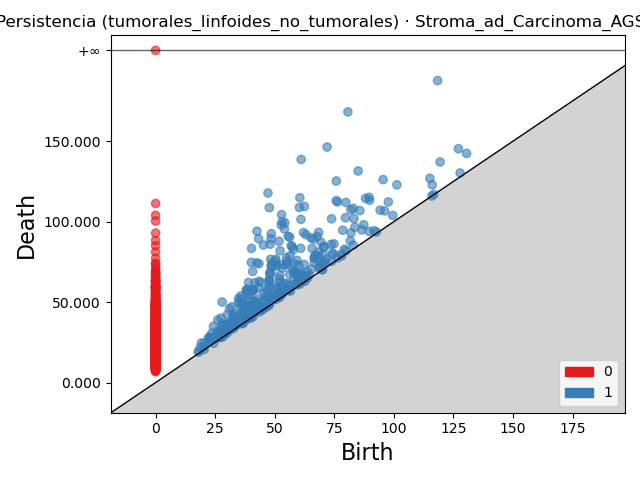 Persistencia (tumorales_linfoides_no_tumorales) · Stroma_ad_Carcinoma_AGS
+∞
150.000
100.000
50.000
0.000
Death
0
1
0 25 50 75 100 125 150 175
Birth